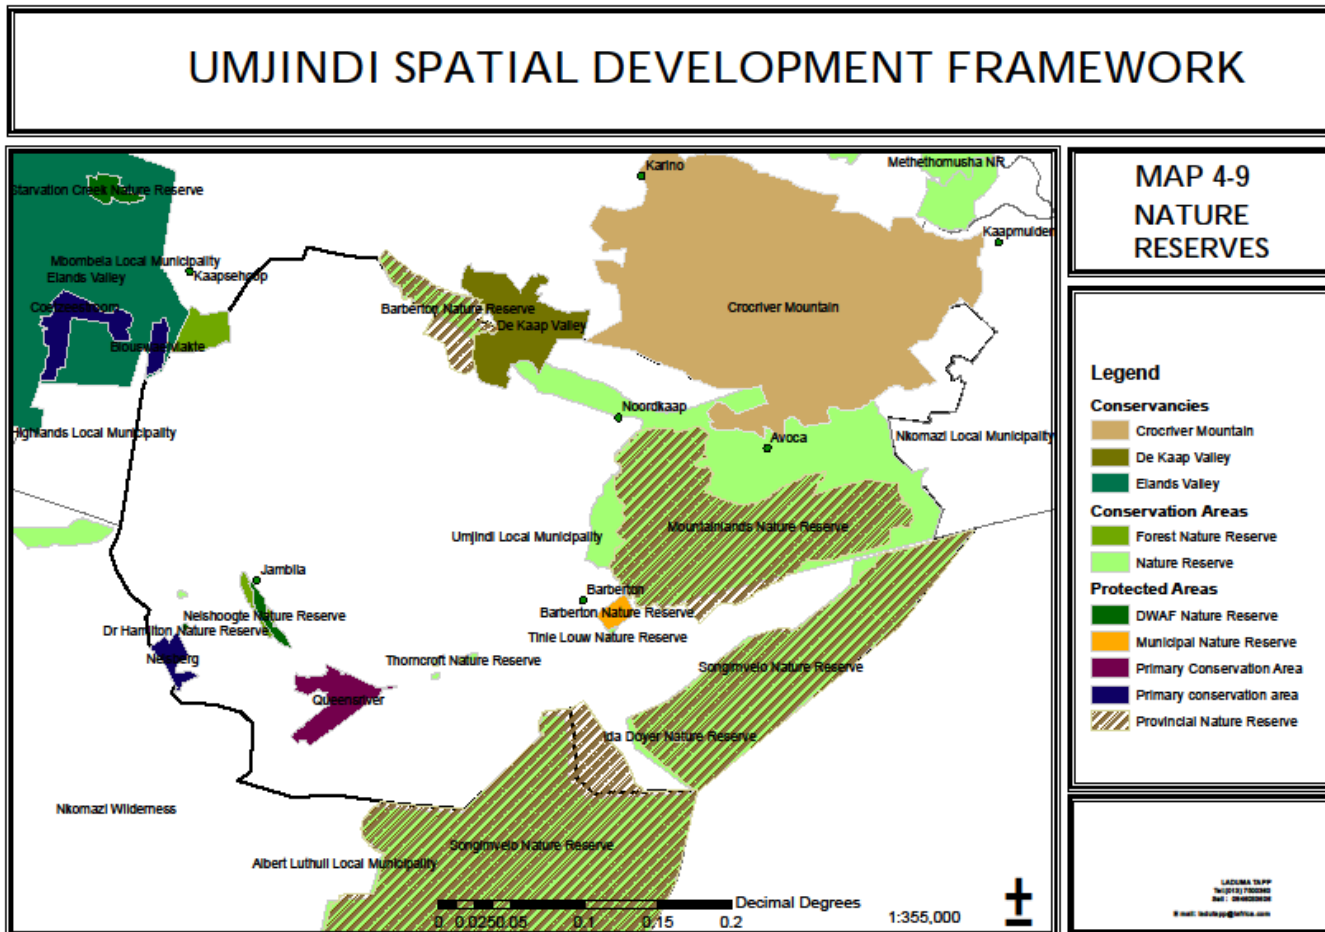 UMJINDI SPATIAL DEVELOPMENT FRAMEWORK
MAP 4-9
NATURE
RESERVES
Karino
Methethomusha NR
Starvation Creek Nature Reserve
Kaapmuiden
Mbombela Local Municipality
Elands Valley
Kaapsehoop
Barberton Nature Reserve
De Kaap Valley
Crocriver Mountain
Noordkaap
Avoca
Highlands Local Municipality
Nkomazi Local Municipality
Mountainlands Nature Reserve
Umjindi Local Municipality
Jambila
Barberton
Barberton Nature Reserve
Nelshoogte Nature Reserve
Dr Hamilton Nature Reserve
Tinie Louw Nature Reserve
Nelsberg
Thorncroft Nature Reserve
Songimvelo Nature Reserve
Queensriver
Ida Doyer Nature Reserve
Nkomazi Wilderness
Songimvelo Nature Reserve
Albert Luthuli Local Municipality
Decimal Degrees
0 0.025 0.05 0.1 0.15 0.2
1:355,000
Legend
Conservancies
Crocriver Mountain
De Kaap Valley
Elands Valley
Conservation Areas
Forest Nature Reserve
Nature Reserve
Protected Areas
DWAF Nature Reserve
Municipal Nature Reserve
Primary Conservation Area
Primary conservation area
Provincial Nature Reserve
LADUMA TAPP